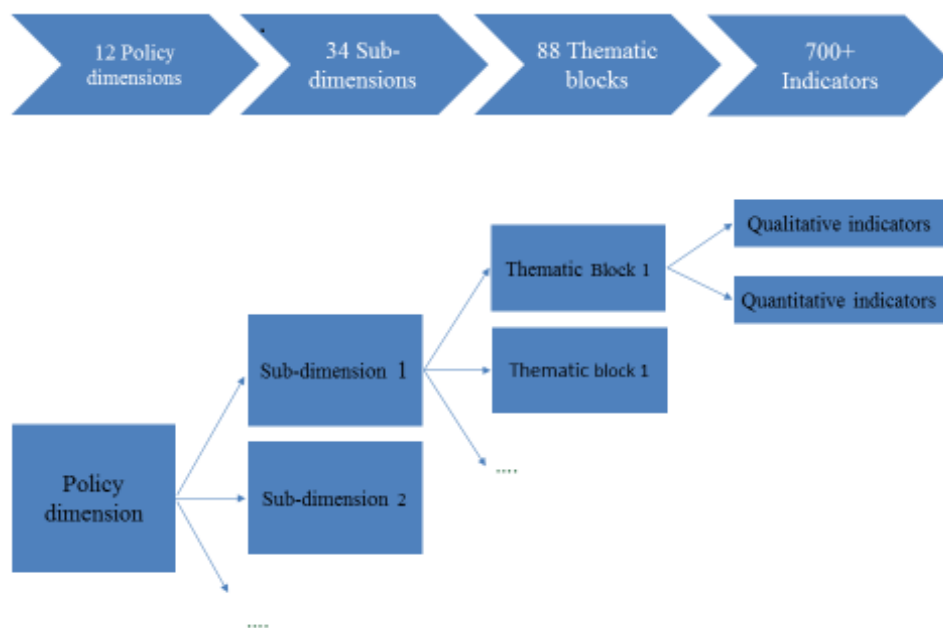 12 Policy
dimensions
34 Sub-
dimensions
88 Thematic
blocks
700+
Indicators
Qualitative indicators
Thematic Block 1
Quantitative indicators
Sub-dimension 1
Thematic block 1
....
Policy
dimension
Sub-dimension 2
....